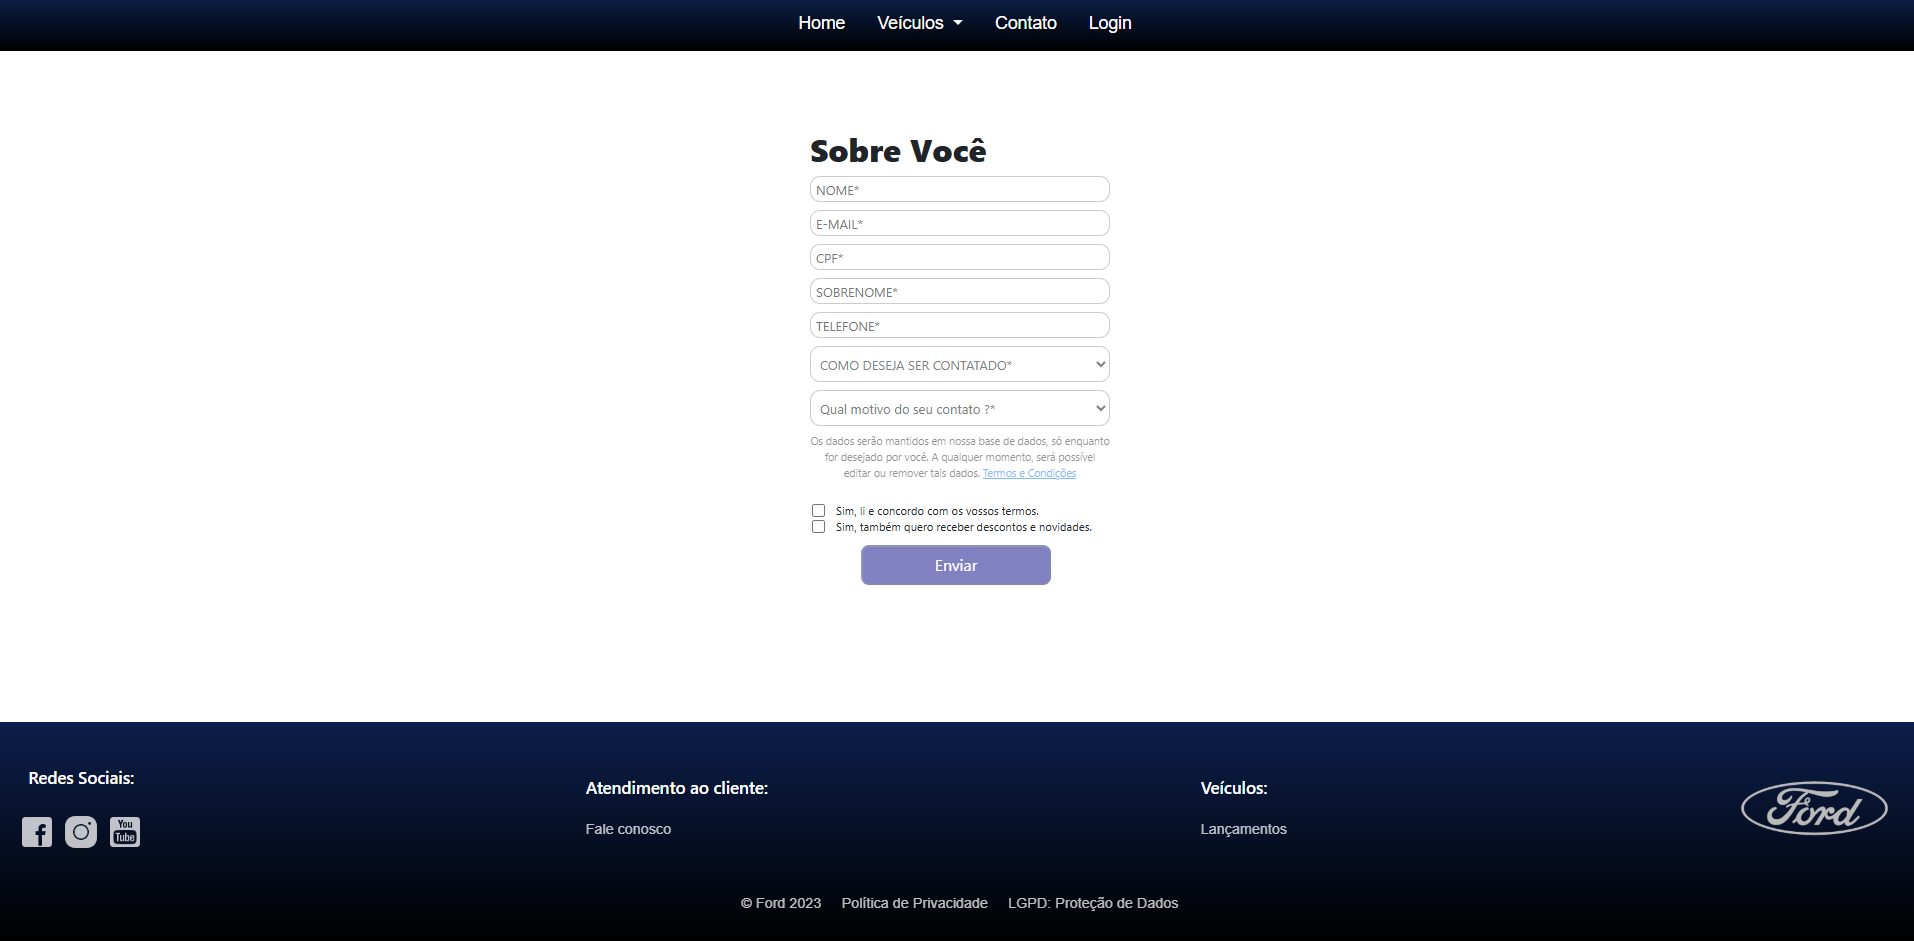 Home Veículos Contato Login
Sobre Você
NOME*
E-MAIL*
CPF*
SOBRENOME*
TELEFONE*
COMO DESEJA SER CONTATADO*
Qual motivo do seu contato ?*
Os dados serão mantidos em nossa base de dados, só enquanto
for desejado por você. A qualquer momento, será possível
editar ou remover tais dados. Termos e Condições
Sim, li e concordo com os vossos termos.
Sim, também quero receber descontos e novidades.
Enviar
Redes Sociais:
You
Tube
Atendimento ao cliente:
Fale conosco
Veículos:
Lançamentos
Ford
© Ford 2023 Política de Privacidade LGPD: Proteção de Dados